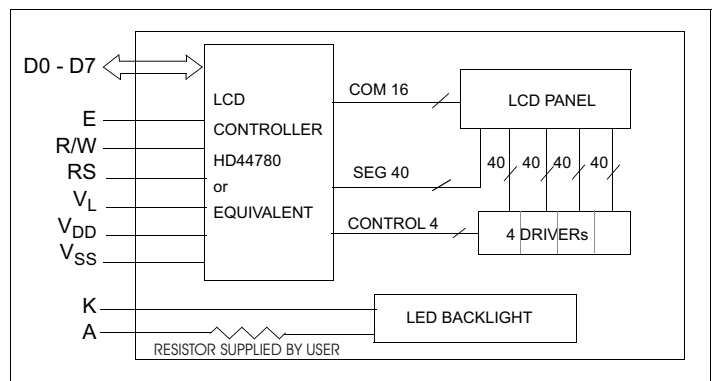 D0 - D7
E
R/W
RS
VL
VDD
VSS
K
A
LCD
CONTROLLER
HD44780
or
EQUIVALENT
COM 16
SEG 40
CONTROL 4
LCD PANEL
40 40 40 40
4 DRIVERs
LED BACKLIGHT
RESISTOR SUPPLIED BY USER